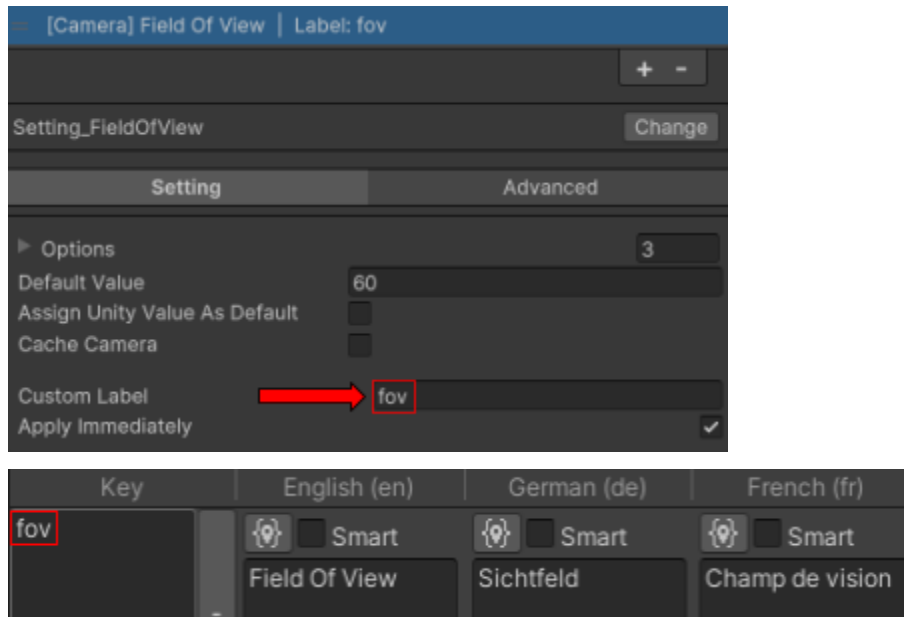 [Camera] Field Of View | Label: fov
+ -
Setting_FieldOfView Change
Setting Advanced
Options 3
Default Value 60
Assign Unity Value As Default
Cache Camera
Custom Label fov
Apply Immediately
Key English (en) German (de) French (fr)
fov Smart Smart Smart
Field Of View Sichtfeld Champ de vision
-